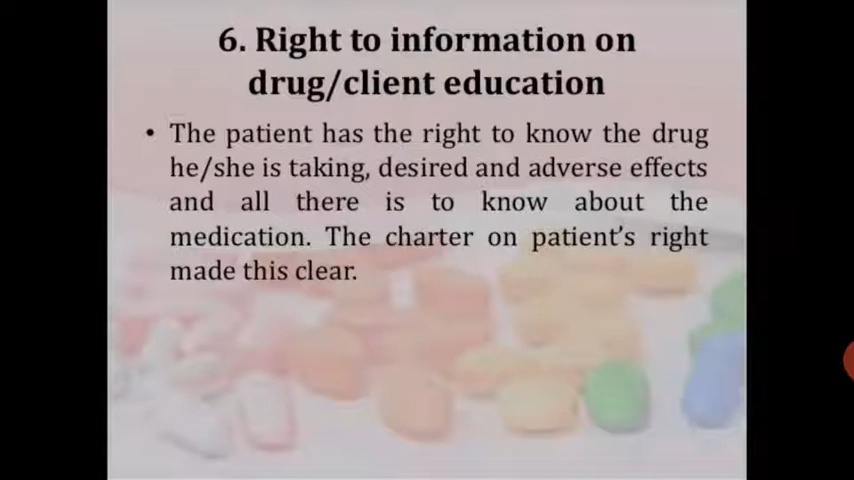 6. Right to information on
drug/client education
• The patient has the right to know the drug
he/she is taking, desired and adverse effects
and all there is to know about the
medication. The charter on patient’s right
made this clear.